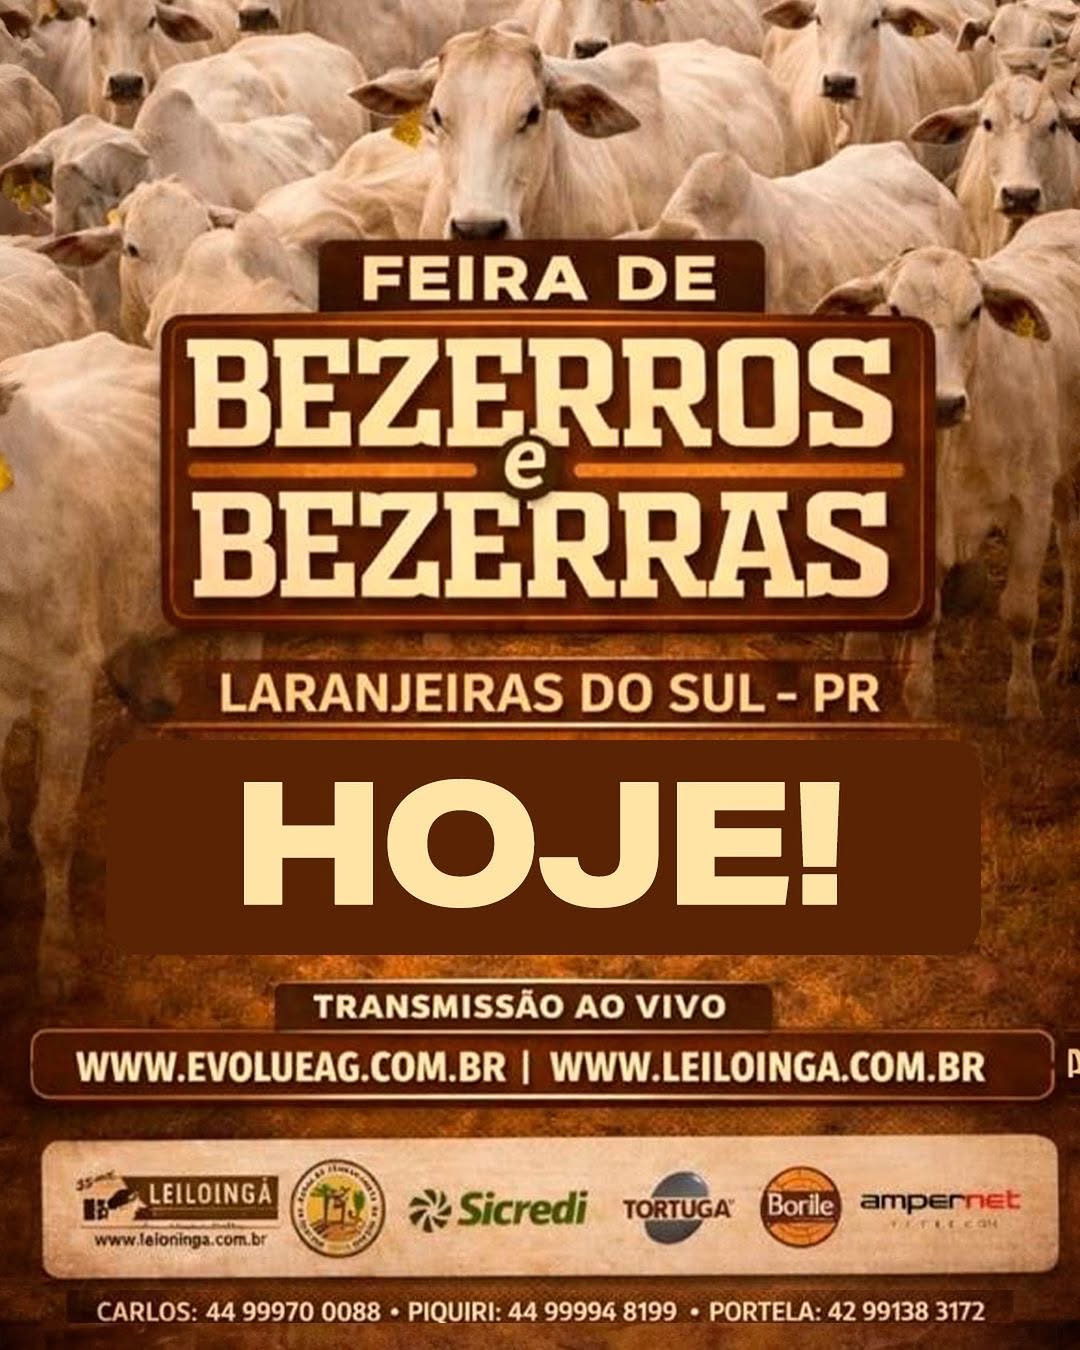 FEIRA DE
BEZERROS
e
BEZERRAS
LARANJEIRAS DO SUL - PR
HOJE!
TRANSMISSÃO AO VIVO
WWW.EVOLUEAG.COM.BR | WWW.LEILOINGA.COM.BR
LEILOINGÁ
www.leioninga.com.br
Sicredi
TORTUGA
Borile
ampernet
CARLOS: 44 99970 0088 • PIQUIRI: 44 99994 8199 • PORTELA: 42 99138 3172